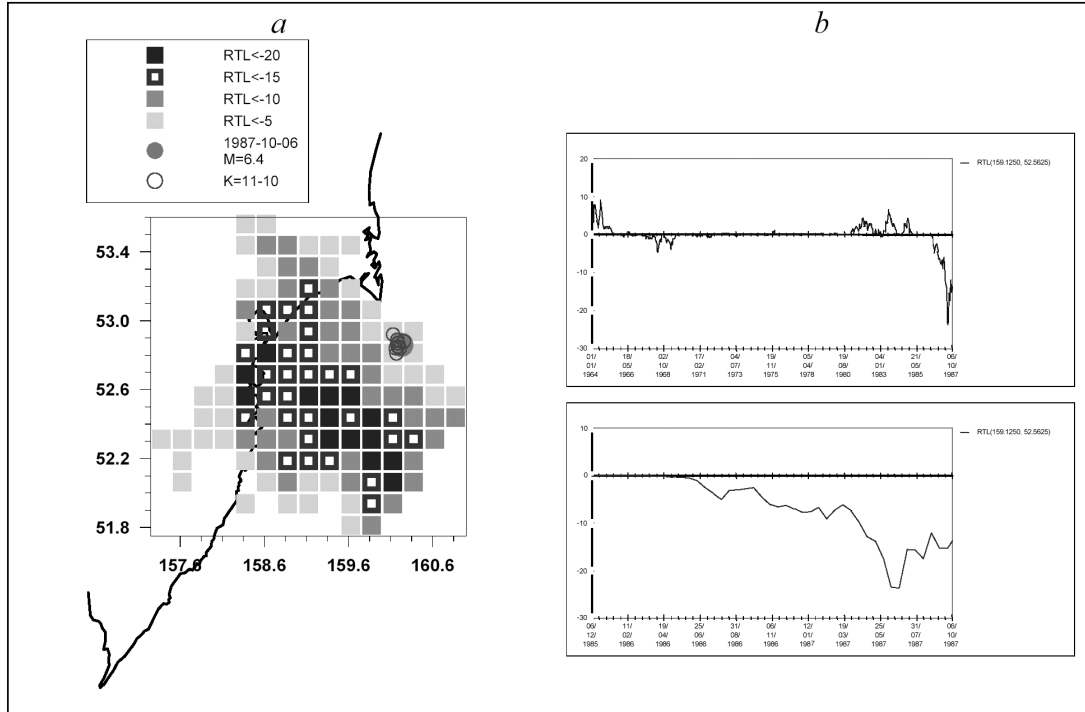 a
b
RTL<-20
RTL<-15
RTL<-10
RTL<-5
1987-10-06
M=6.4
K=11-10
53.4
53.0
52.6
52.2
51.8
157.6 158.6 159.6 160.6
RTL(159.1250, 52.5625)
20
10
0
-10
-20
-30
01/ 18/ 02/ 17/ 04/ 19/ 19/ 04/ 21/ 06/
01/ 05/ 10/ 02/ 07/ 11/ 08/ 01/ 05/ 10/
1964 1966 1968 1971 1973 1975 1980 1983 1985 1987
1978
RTL(159.1250, 52.5625)
10
0
-10
-20
-30
06/ 11/ 19/ 25/ 31/ 06/ 12/ 19/ 25/ 31/ 06/
12/ 02/ 04/ 06/ 08/ 11/ 01/ 03/ 05/ 07/ 10/
1985 1986 1986 1986 1986 1986 1987 1987 1987 1987 1987